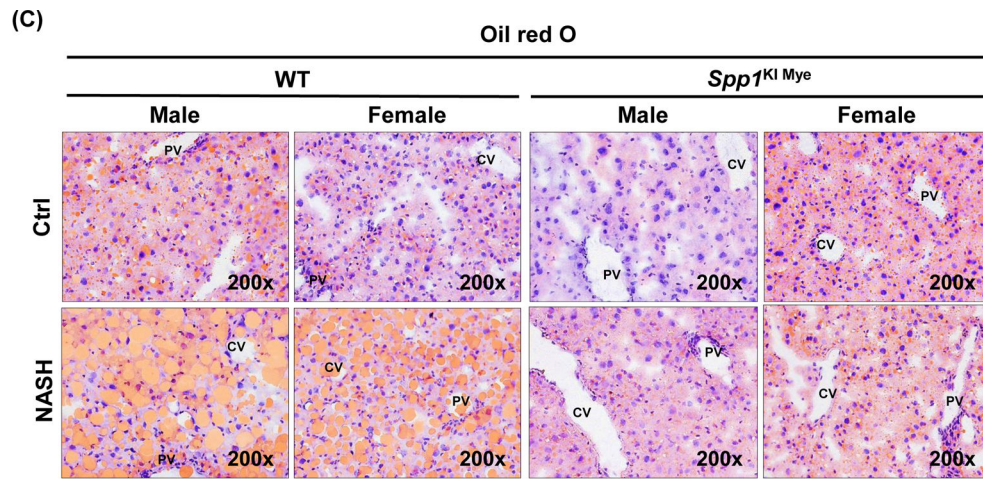 (C)
Oil red O
WT Spp1KI Mye
Male Female Male Female
Ctrl
PV 200x
CV PV 200x
CV PV 200x
PV CV 200x
NASH
CV PV 200x
CV PV 200x
PV CV 200x
CV PV 200x